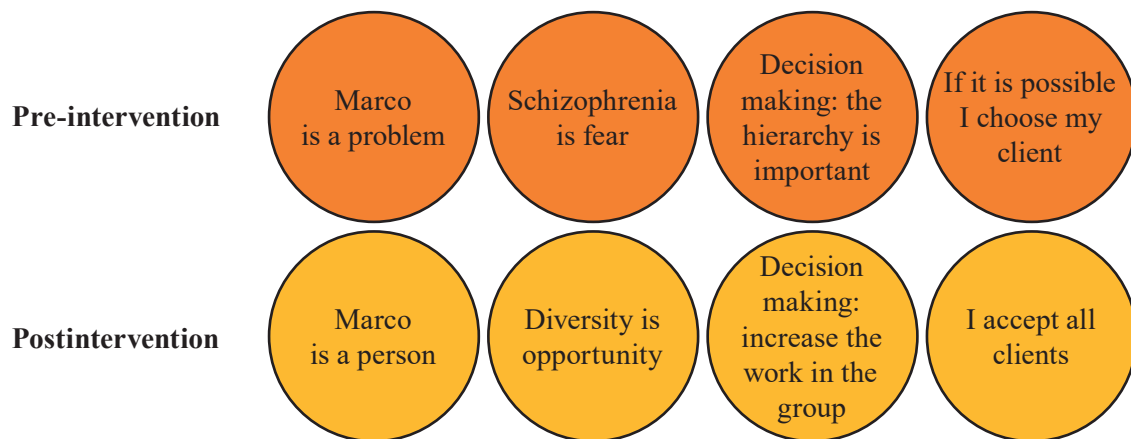 Pre-intervention
Marco
is a problem
Schizophrenia
is fear
Decision
making: the
hierarchy is
important
If it is possible
I choose my
client
Postintervention
Marco
is a person
Diversity is
opportunity
Decision
making:
increase the
work in the
group
I accept all
clients